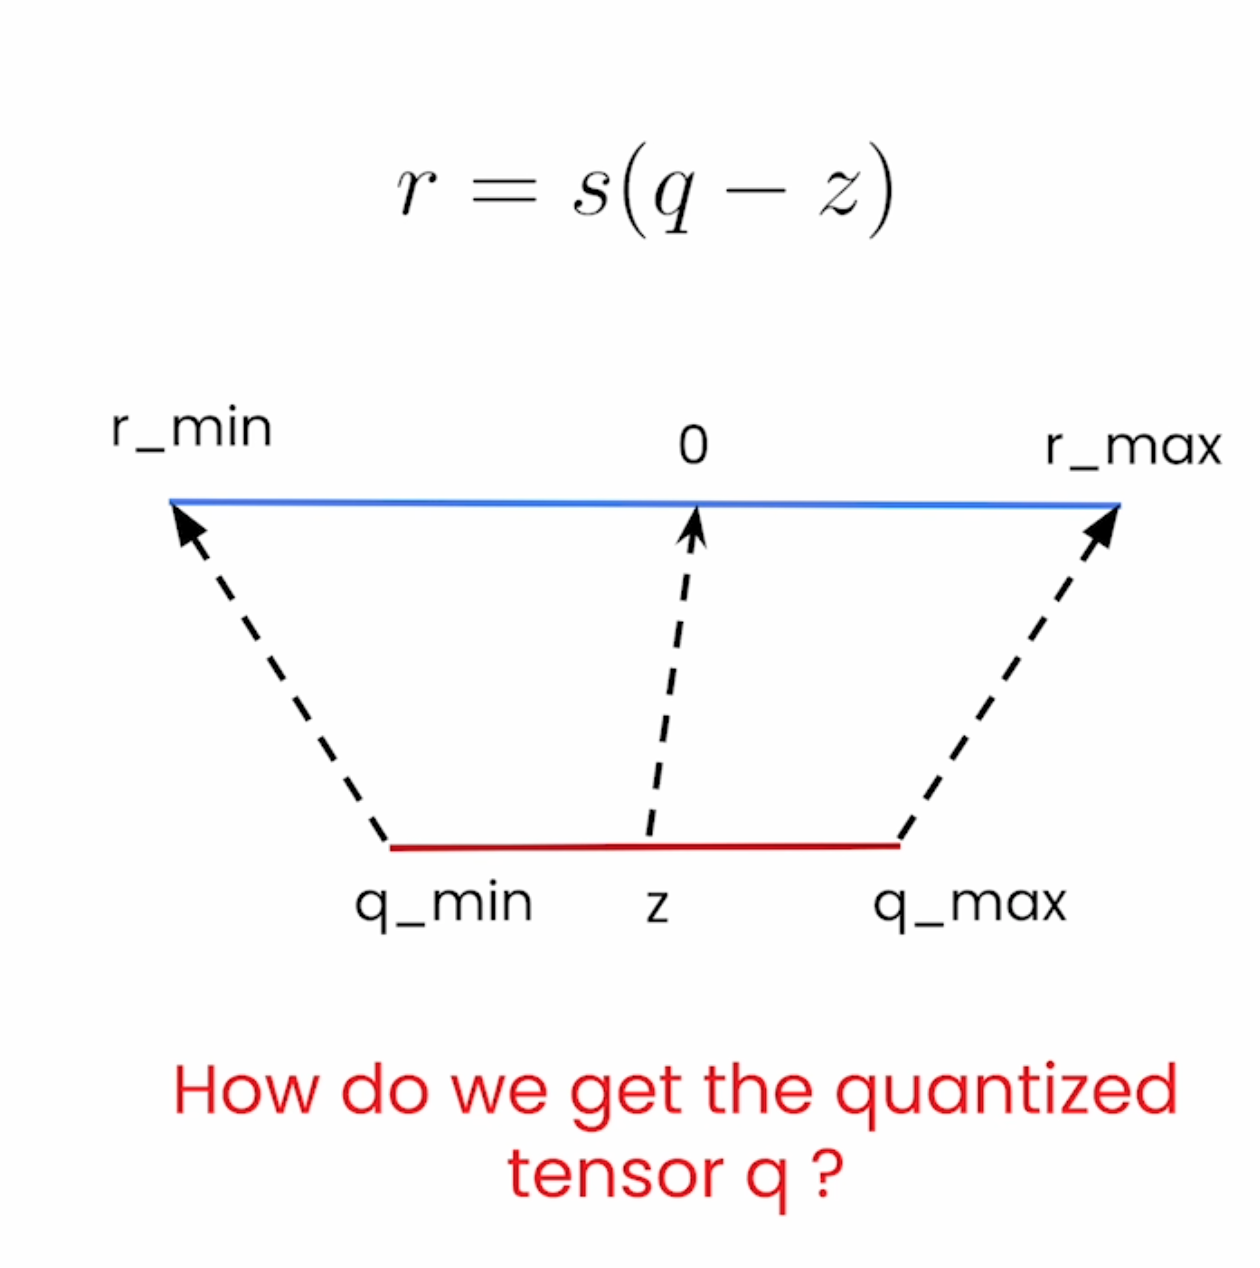 r = s(q − z)
r_min
0
r_max
q_min
z
q_max
How do we get the quantized
tensor q ?